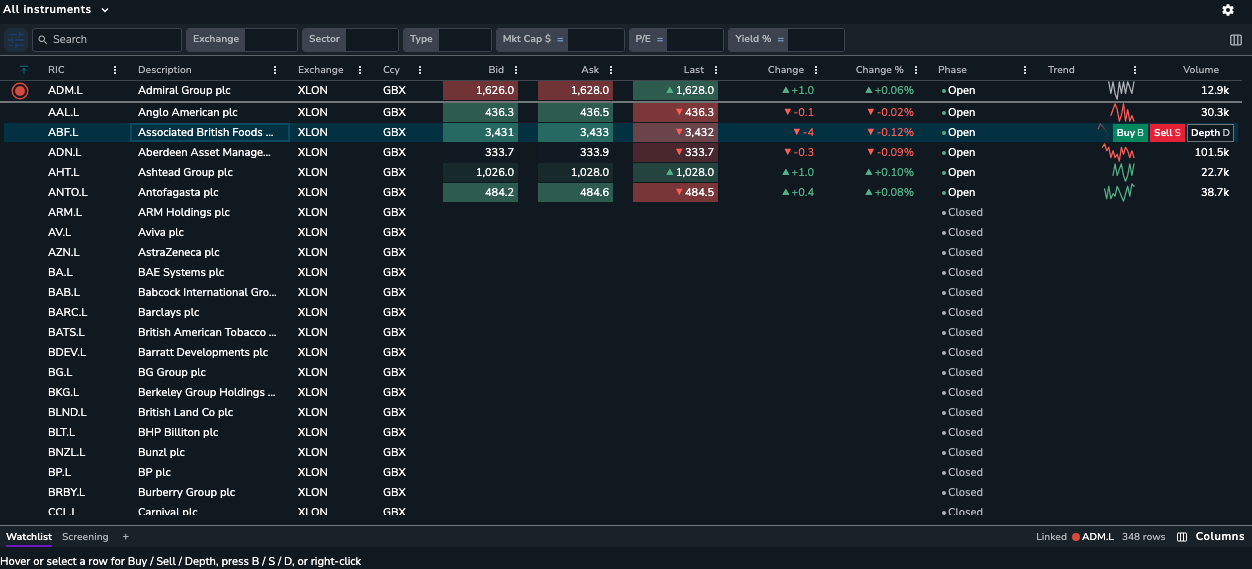 All instruments
Search Exchange Sector Type Mkt Cap $ = P/E = Yield % =
RIC Description Exchange Ccy Bid Ask Last Change Change % Phase Trend Volume
ADM.L Admiral Group plc XLON GBX 1,626.0 1,628.0 ▲1,628.0 ▲+1.0 ▲+0.06% Open 12.9k
AAL.L Anglo American plc XLON GBX 436.3 436.5 ▼436.3 ▼-0.1 ▼-0.02% Open 30.3k
ABF.L Associated British Foods ... XLON GBX 3,431 3,433 ▼3,432 ▼-4 ▼-0.12% Open Buy B Sell S Depth D
ADN.L Aberdeen Asset Manage... XLON GBX 333.7 333.9 ▼333.7 ▼-0.3 ▼-0.09% Open 101.5k
AHT.L Ashtead Group plc XLON GBX 1,026.0 1,028.0 ▲1,028.0 ▲+1.0 ▲+0.10% Open 22.7k
ANTO.L Antofagasta plc XLON GBX 484.2 484.6 ▼484.5 ▲+0.4 ▲+0.08% Open 38.7k
ARM.L ARM Holdings plc XLON GBX Closed
AV.L Aviva plc XLON GBX Closed
AZN.L AstraZeneca plc XLON GBX Closed
BA.L BAE Systems plc XLON GBX Closed
BAB.L Babcock International Gro... XLON GBX Closed
BARC.L Barclays plc XLON GBX Closed
BATS.L British American Tobacco ... XLON GBX Closed
BDEV.L Barratt Developments plc XLON GBX Closed
BG.L BG Group plc XLON GBX Closed
BKG.L Berkeley Group Holdings ... XLON GBX Closed
BLND.L British Land Co plc XLON GBX Closed
BLT.L BHP Billiton plc XLON GBX Closed
BNZL.L Bunzl plc XLON GBX Closed
BP.L BP plc XLON GBX Closed
BRBY.L Burberry Group plc XLON GBX Closed
CCL.L Carnival plc XLON GBX Closed
Watchlist Screening + Linked ADM.L 348 rows Columns
Hover or select a row for Buy / Sell / Depth, press B / S / D, or right-click